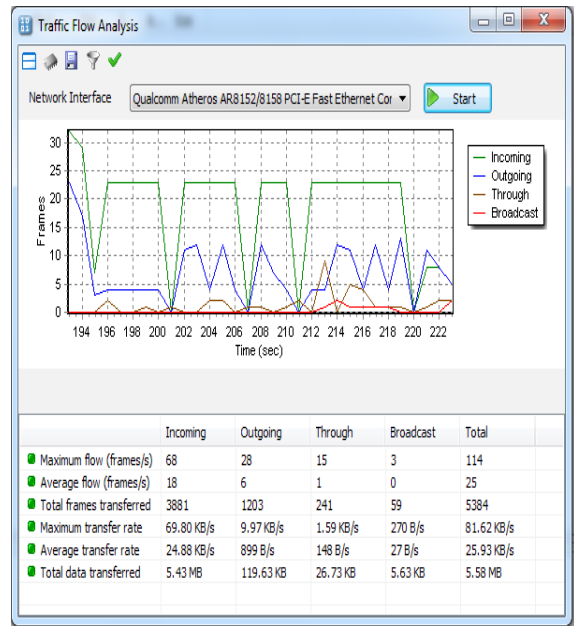 Traffic Flow Analysis
Network Interface Qualcomm Atheros AR8152/8158 PCI-E Fast Ethernet Cor Start
Frames
30
25
20
15
10
5
0
194 196 198 200 202 204 206 208 210 212 214 216 218 220 222
Time (sec)
Incoming
Outgoing
Through
Broadcast
Incoming Outgoing Through Broadcast Total
Maximum flow (frames/s) 68 28 15 3 114
Average flow (frames/s) 18 6 1 0 25
Total frames transferred 3881 1203 241 59 5384
Maximum transfer rate 69.80 KB/s 9.97 KB/s 1.59 KB/s 270 B/s 81.62 KB/s
Average transfer rate 24.88 KB/s 899 B/s 148 B/s 27 B/s 25.93 KB/s
Total data transferred 5.43 MB 119.63 KB 26.73 KB 5.63 KB 5.58 MB